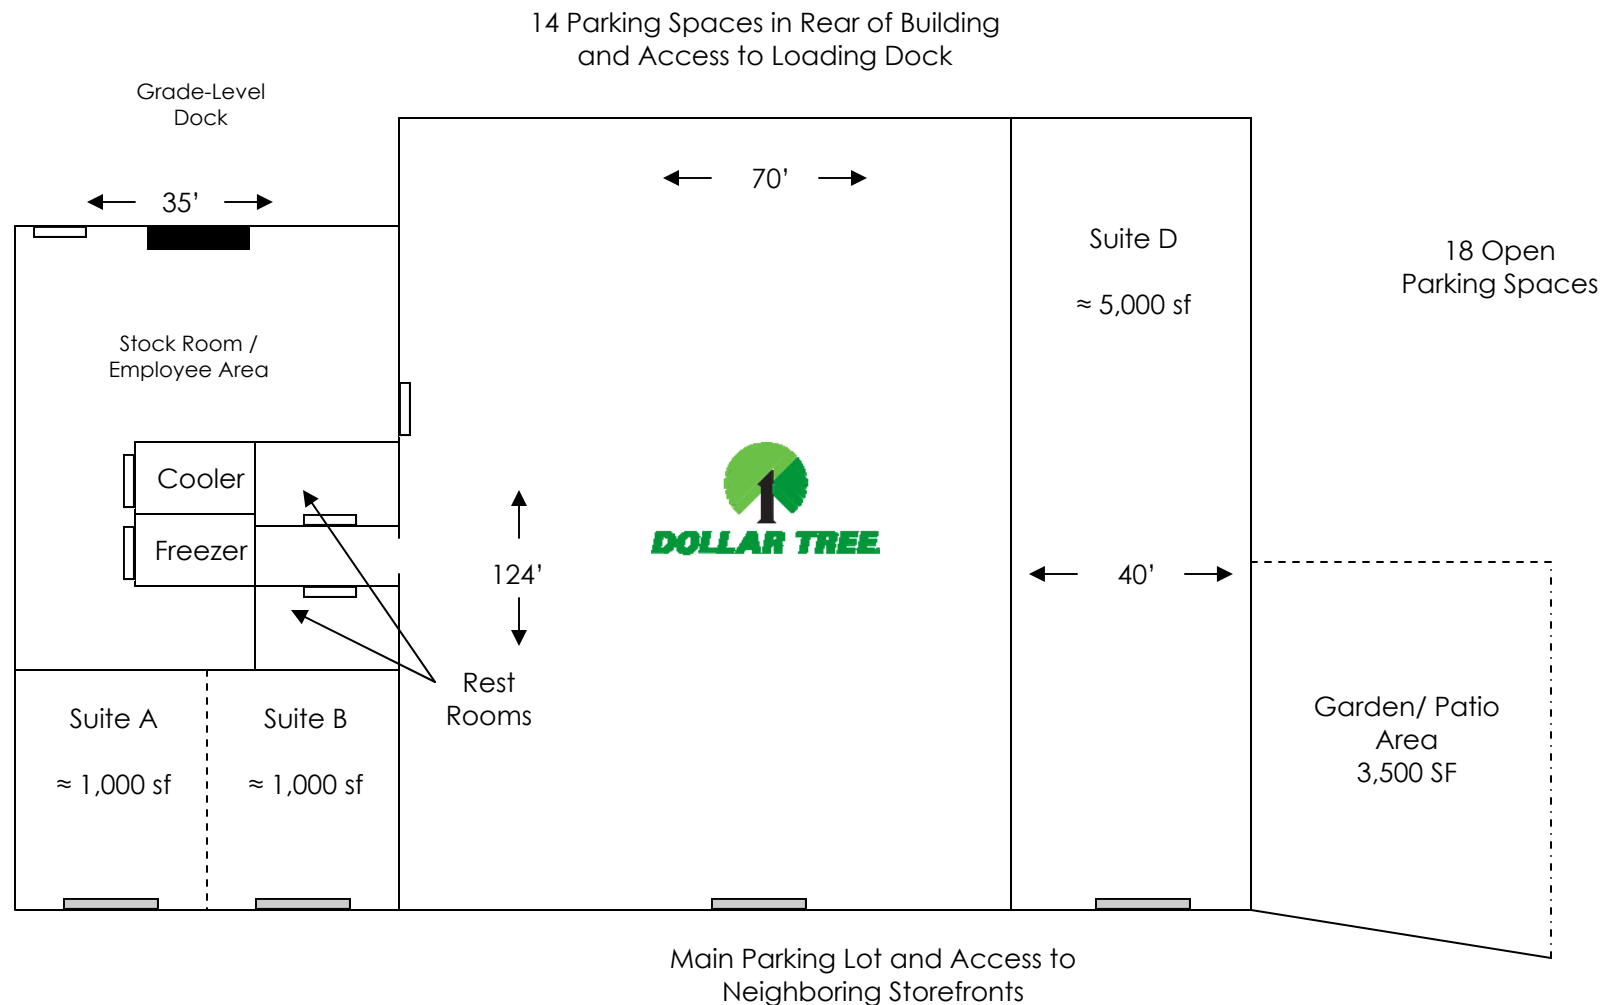 14 Parking Spaces in Rear of Building
and Access to Loading Dock
Grade-Level
Dock
35’
70’
Suite D
≈ 5,000 sf
18 Open
Parking Spaces
Stock Room /
Employee Area
Cooler
Freezer
DOLLAR TREE
124’
40’
Rest
Rooms
Suite A
≈ 1,000 sf
Suite B
≈ 1,000 sf
Garden/ Patio
Area
3,500 SF
Main Parking Lot and Access to
Neighboring Storefronts